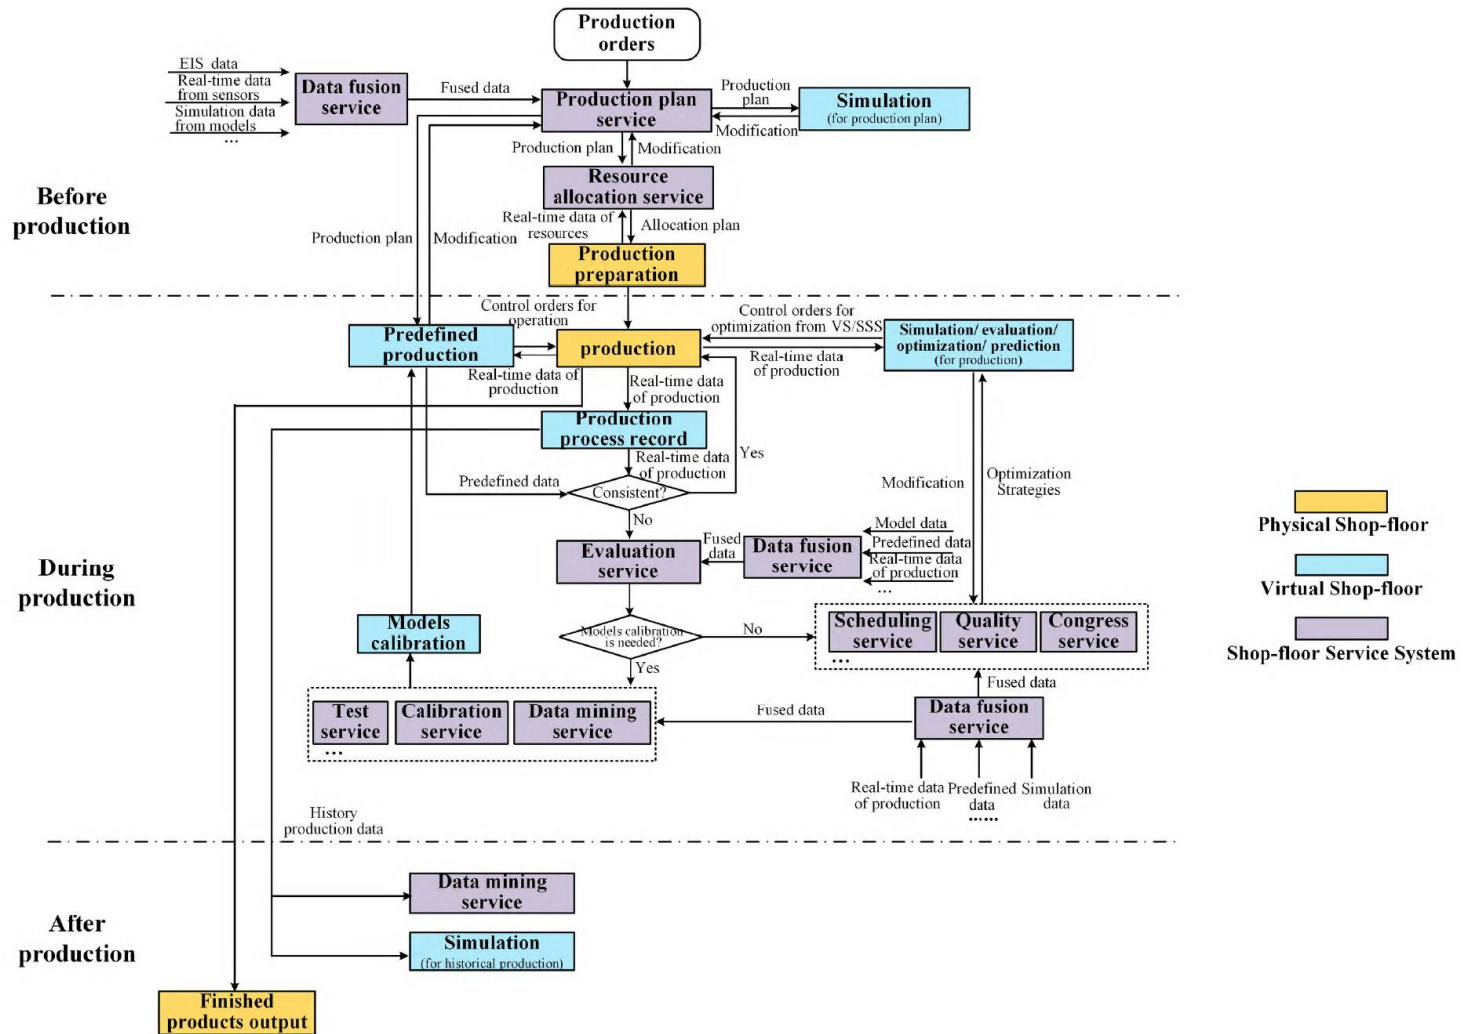 Production
orders
EIS data
Real-time data
from sensors
Simulation data
from models
...
Data fusion
service
Fused data
Production plan
service
Production
plan
Modification
Simulation
(for production plan)
Production plan
Modification
Resource
allocation service
Before
production
Real-time data of
resources
Allocation plan
Production plan
Modification
Production
preparation
Control orders for
operation
Control orders for
optimization from VS/SSS
Predefined
production
production
Simulation/ evaluation/
optimization/ prediction
(for production)
Real-time data of
production
Real-time data
of production
Real-time data
of production
Production
process record
Real-time data
of production
Yes
Predefined data
Consistent?
Modification
Optimization
Strategies
No
Physical Shop-floor
Model data
Fused
data
Predefined data
Evaluation
service
Data fusion
service
Real-time data
of production
...
During
production
Virtual Shop-floor
Models
calibration
Models calibration
is needed?
No
Scheduling
service
Quality
service
Congress
service
...
Shop-floor Service System
Yes
Fused data
Test
service
Calibration
service
Data mining
service
...
Fused data
Data fusion
service
Real-time data
of production
Predefined
data
Simulation
data
......
History
production data
Data mining
service
After
production
Simulation
(for historical production)
Finished
products output